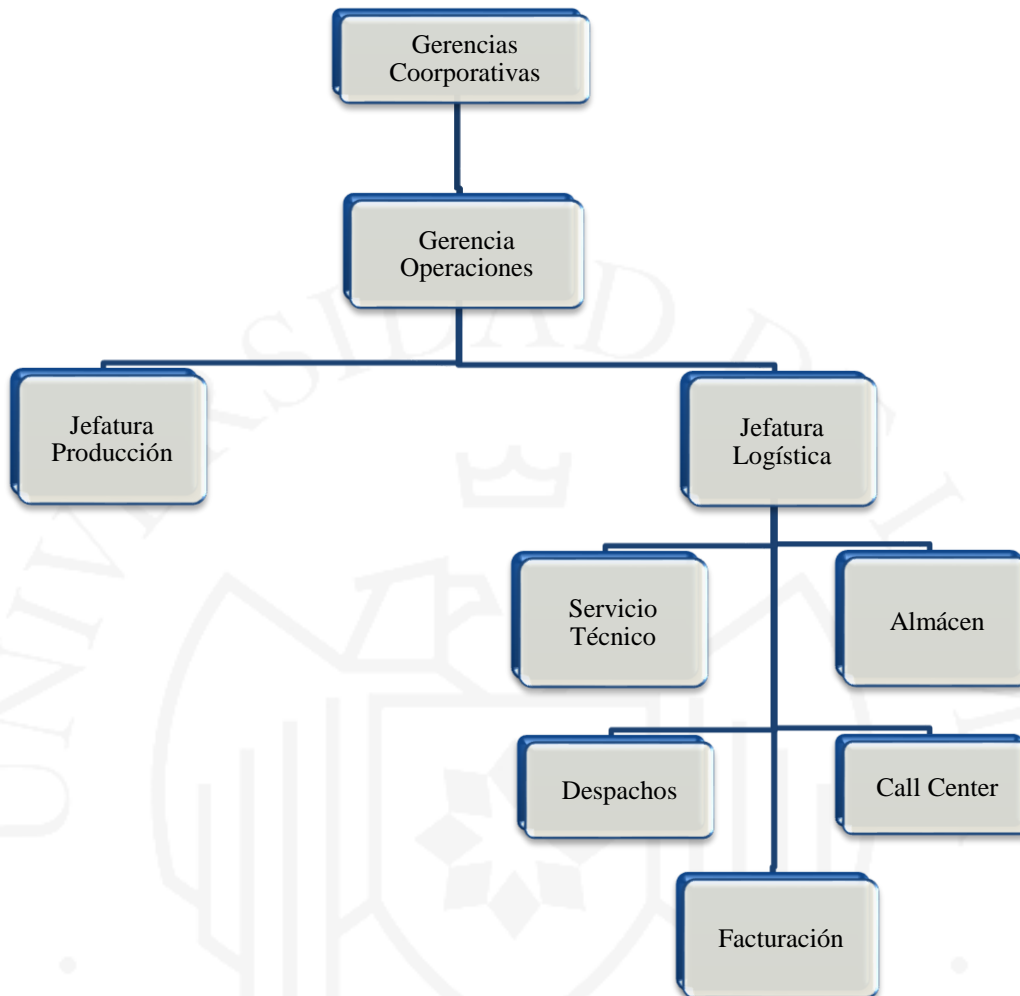 Gerencias
Coorporativas
Gerencia
Operaciones
Jefatura
Producción
Jefatura
Logística
Servicio
Técnico
Almácen
Despachos
Call Center
Facturación